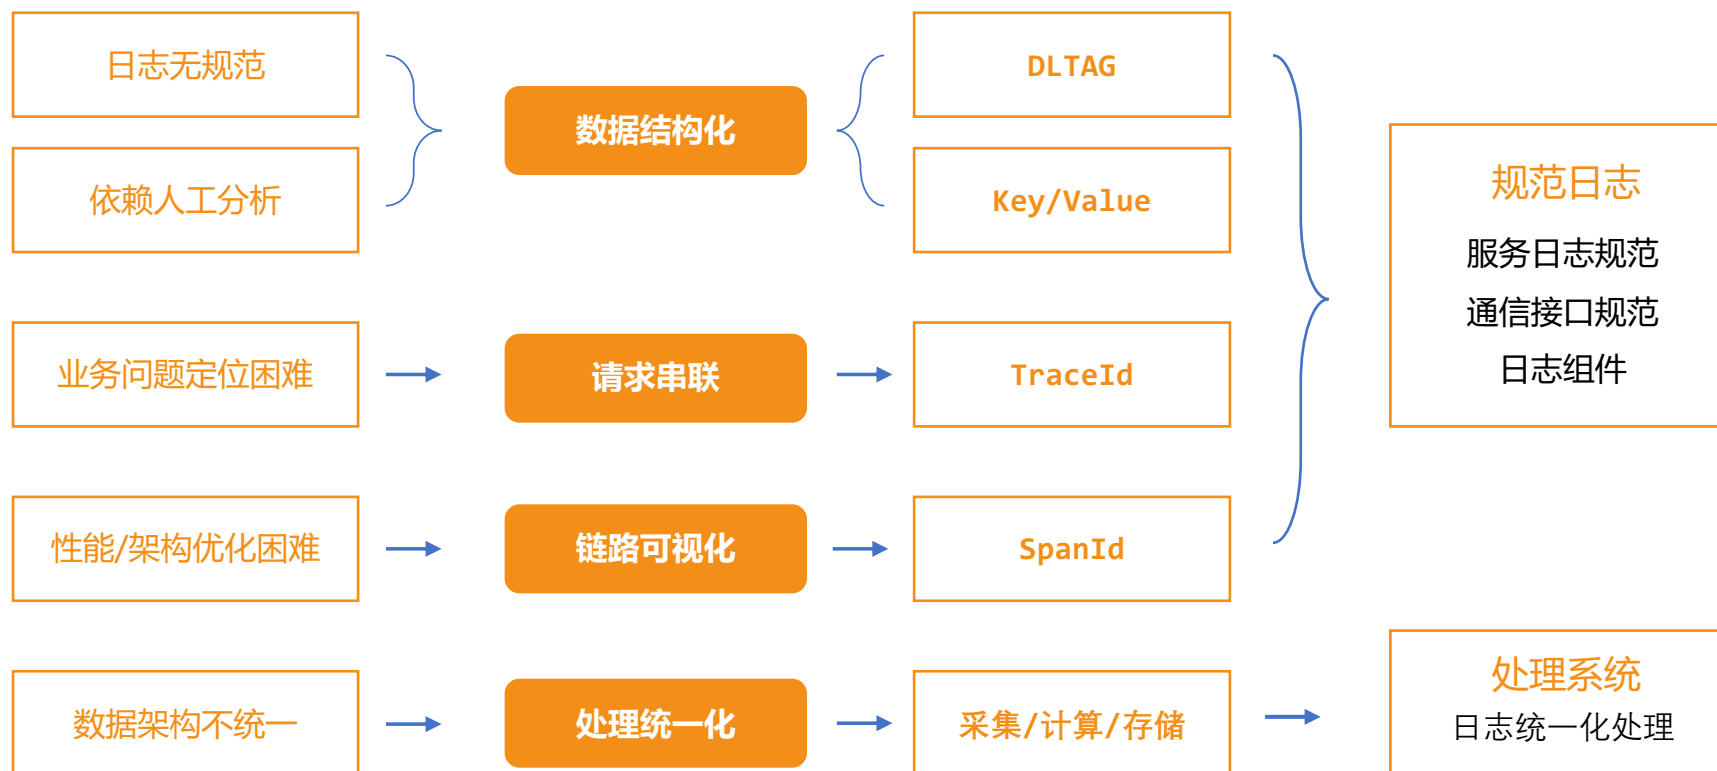 日志无规范
依赖人工分析
数据结构化
DLTAG
Key/Value
业务问题定位困难
请求串联
TraceId
性能/架构优化困难
链路可视化
SpanId
数据架构不统一
处理统一化
采集/计算/存储
规范日志
服务日志规范
通信接口规范
日志组件
处理系统
日志统一化处理